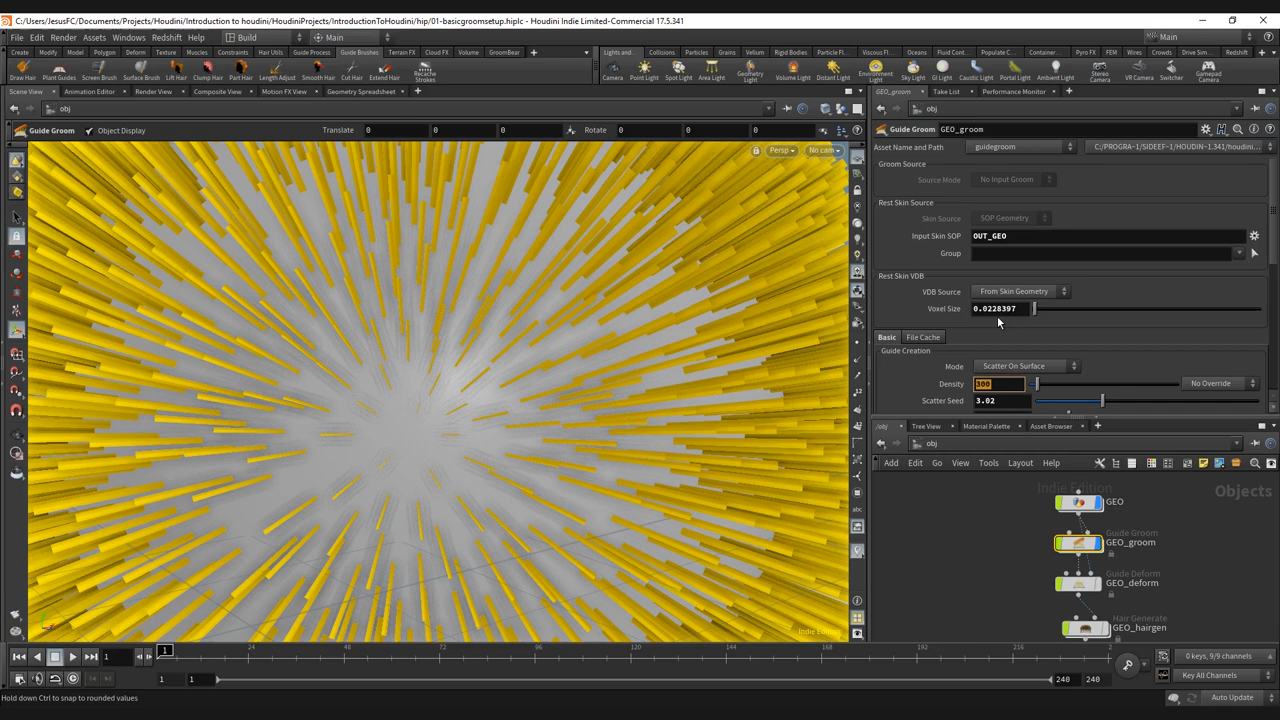 C:/Users/JesusFC/Documents/Projects/Houdini/Introduction to houdini/HoudiniProjects/IntroductionToHoudini/hip/01-basicgroomsetup.hiplc - Houdini Indie Limited-Commercial 17.5.341
File Edit Render Assets Windows Redshift Help Build Main Main
Create Modify Model Polygon Deform Texture Muscles Constraints Hair Utils Guide Process Guide Brushes Terrain FX Cloud FX Volume GroomBear
Lights and... Collisions Particles Grains Vellum Rigid Bodies Particle Fl... Viscous Fl... Oceans Fluid Cont... Populate C... Container... Pyro FX FEM Wires Crowds Drive Sim... Redshift
Draw Hair Plant Guides Screen Brush Surface Brush Lift Hair Clump Hair Part Hair Length Adjust Smooth Hair Cut Hair Extend Hair Recache Strokes
Camera Point Light Spot Light Area Light Geometry Light Volume Light Distant Light Environment Light Sky Light GI Light Caustic Light Portal Light Ambient Light Stereo Camera VR Camera Switcher Gamepad Camera
Scene View Animation Editor Render View Composite View Motion FX View Geometry Spreadsheet
GEO_groom Take List Performance Monitor
obj
obj
Guide Groom Object Display Translate 0 0 0 Rotate 0 0 0
Guide Groom GEO_groom
Asset Name and Path guidegroom C:/PROGRA~1/SIDEEF~1/HOUDIN~1.341/houdini...
Persp No cam
Groom Source
Source Mode No Input Groom
Rest Skin Source
Skin Source SOP Geometry
Input Skin SOP OUT_GEO
Group
Rest Skin VDB
VDB Source From Skin Geometry
Voxel Size 0.0228397
Basic File Cache
Guide Creation
Mode Scatter On Surface
Density 300 No Override
Scatter Seed 3.02
/obj Tree View Material Palette Asset Browser
obj
Add Edit Go View Tools Layout Help
abc
Indie Edition
Objects
GEO
Guide Groom
GEO_groom
Guide Deform
GEO_deform
Hair Generate
GEO_hairgen
Indie Edition
1 1 24 48 72 96 120 144 168 192 216 2
0 keys, 9/9 channels
1 1 240 240 Key All Channels
Hold down Ctrl to snap to rounded values
Auto Update